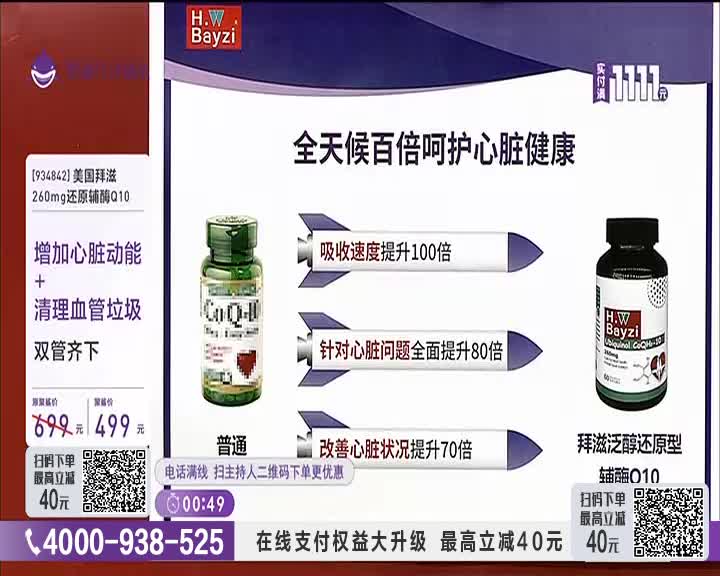 H.W
Bayzi
实付满1111元
全天候百倍呵护心脏健康
[934842] 美国拜滋
260mg还原辅酶Q10
增加心脏动能
+
清理血管垃圾
双管齐下
699元
499元
吸收速度提升100倍
针对心脏问题全面提升80倍
改善心脏状况提升70倍
H.W
Bayzi
Ubiquinol CoQH2-10
260mg
60
普通
拜滋泛醇还原型
辅酶Q10
扫码下单
最高立减
40元
电话满线 扫主持人二维码下单更优惠
00:49
扫码下单
最高立减
40元
4000-938-525
在线支付权益大升级 最高立减40元